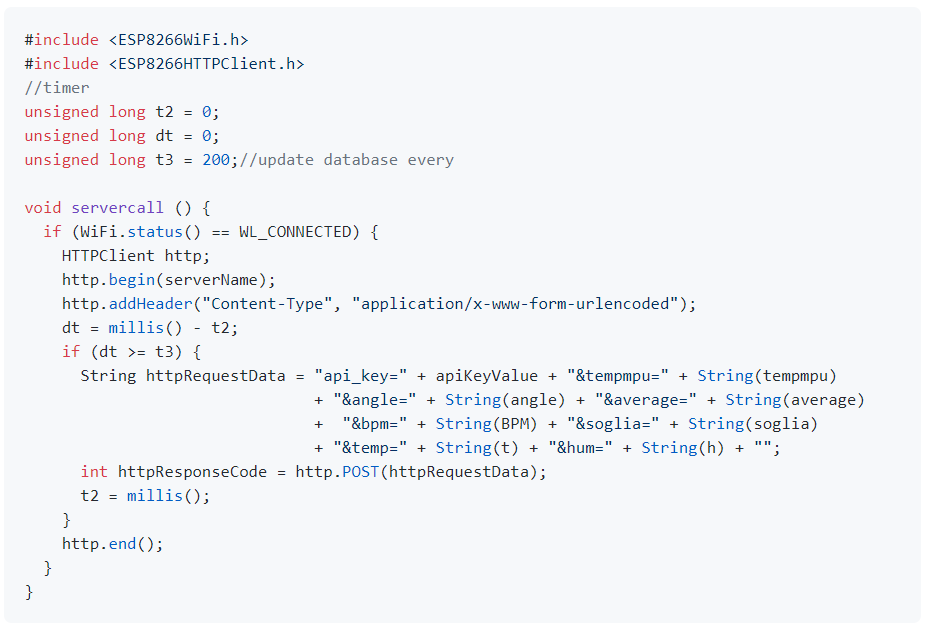 #include <ESP8266WiFi.h>
#include <ESP8266HTTPClient.h>
//timer
unsigned long t2 = 0;
unsigned long dt = 0;
unsigned long t3 = 200;//update database every

void servercall () {
  if (WiFi.status() == WL_CONNECTED) {
    HTTPClient http;
    http.begin(serverName);
    http.addHeader("Content-Type", "application/x-www-form-urlencoded");
    dt = millis() - t2;
    if (dt >= t3) {
      String httpRequestData = "api_key=" + apiKeyValue + "&tempmpu=" + String(tempmpu)
                               + "&angle=" + String(angle) + "&average=" + String(average)
                               +  "&bpm=" + String(BPM) + "&soglia=" + String(soglia)
                               + "&temp=" + String(t) + "&hum=" + String(h) + "";
      int httpResponseCode = http.POST(httpRequestData);
      t2 = millis();
    }
    http.end();
  }
}